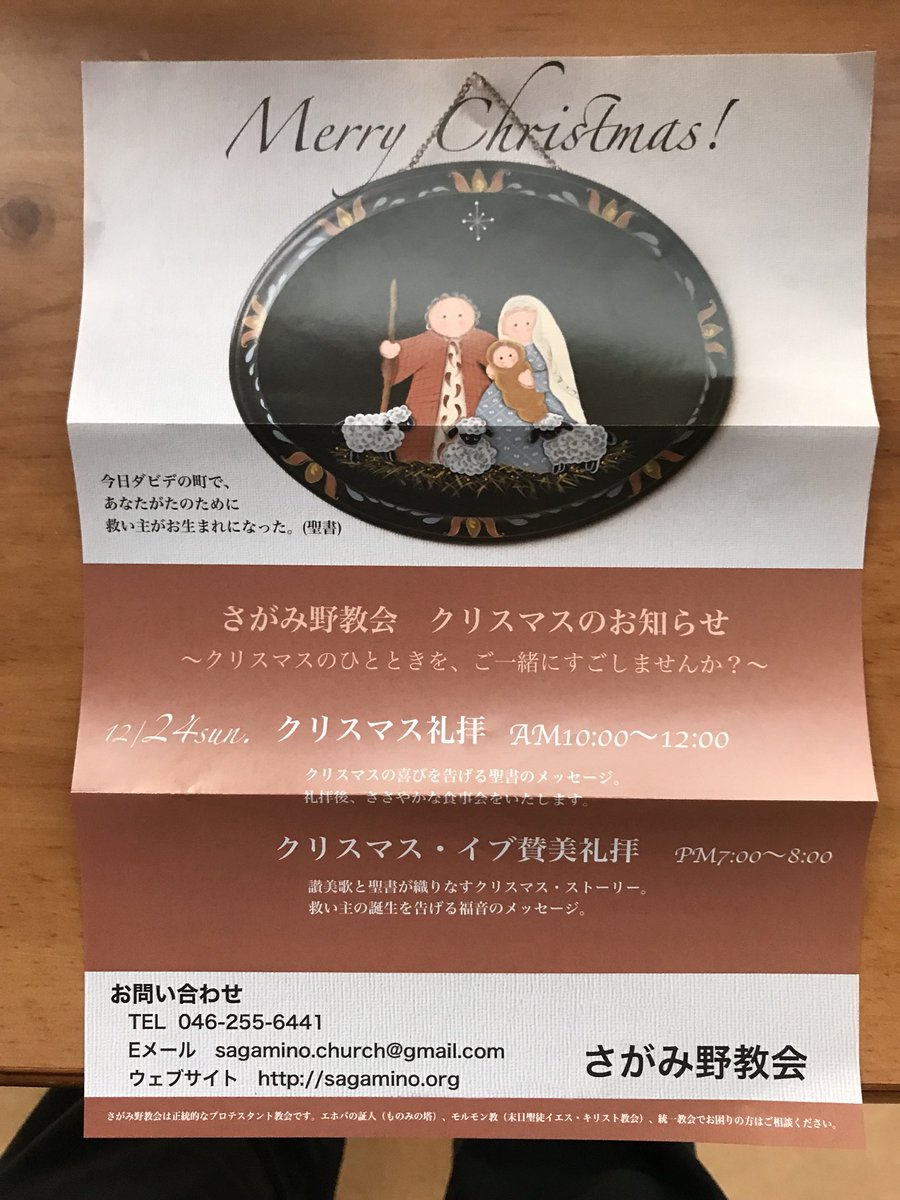 Merry Christmas!
今日ダビデの町で、
あなたがたのために
救い主がお生まれになった。(聖書)
さがみ野教会 クリスマスのお知らせ
〜クリスマスのひとときを、ご一緒にすごしませんか？〜
12/24sun. クリスマス礼拝 AM10:00〜12:00
クリスマスの喜びを告げる聖書のメッセージ。
礼拝後、ささやかな食事会をいたします。
クリスマス・イブ賛美礼拝 PM7:00〜8:00
讃美歌と聖書が織りなすクリスマス・ストーリー。
救い主の誕生を告げる福音のメッセージ。
お問い合わせ
TEL 046-255-6441
Eメール sagamino.church@gmail.com
ウェブサイト http://sagamino.org
さがみ野教会
さがみ野教会は正統的なプロテスタント教会です。エホバの証人（ものみの塔）、モルモン教（末日聖徒イエス・キリスト教会）、統一教会でお困りの方はご相談ください。